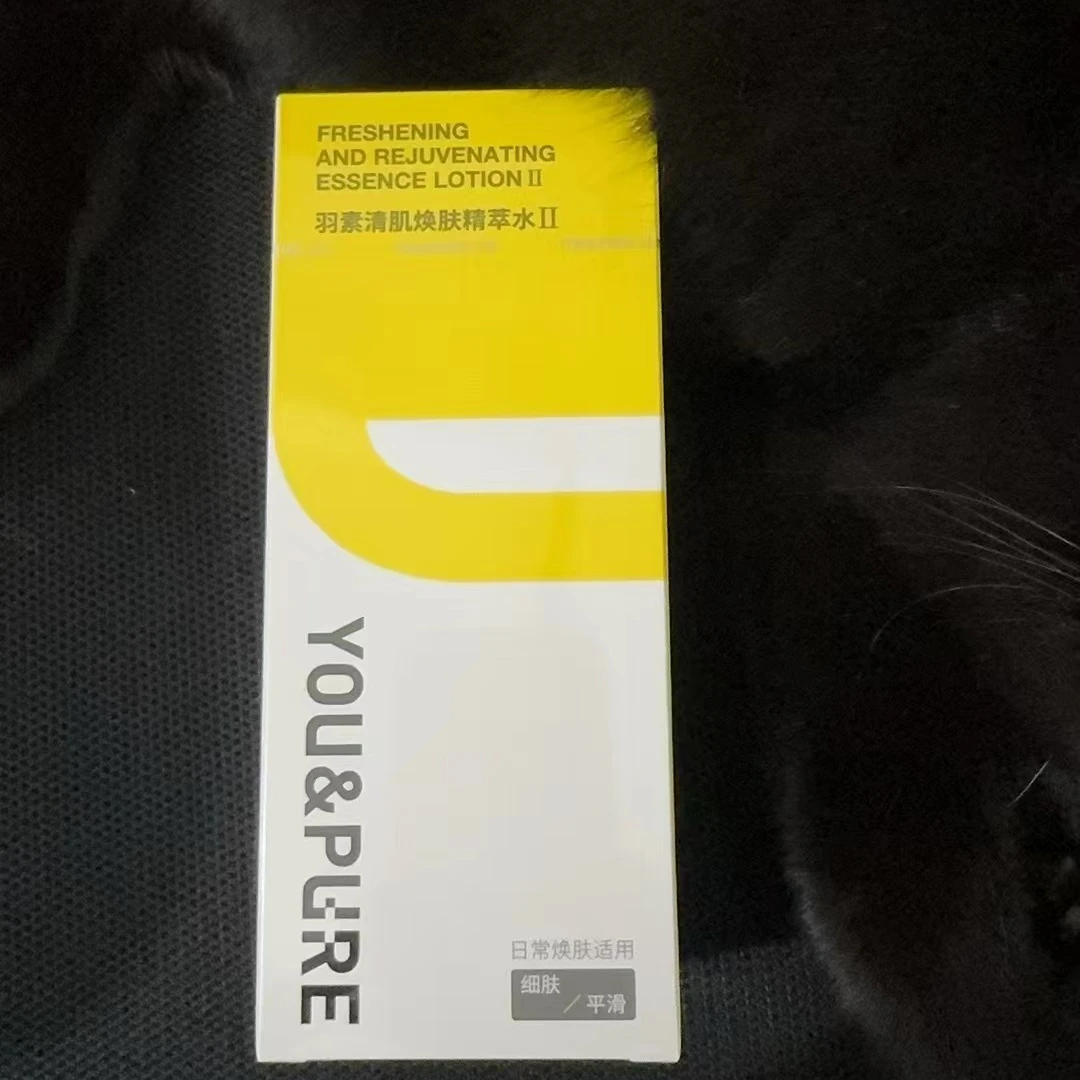 FRESHENING
AND REJUVENATING
ESSENCE LOTION Ⅱ
羽素清肌焕肤精萃水Ⅱ
YOU&PURE
日常焕肤适用
细肤
/平滑